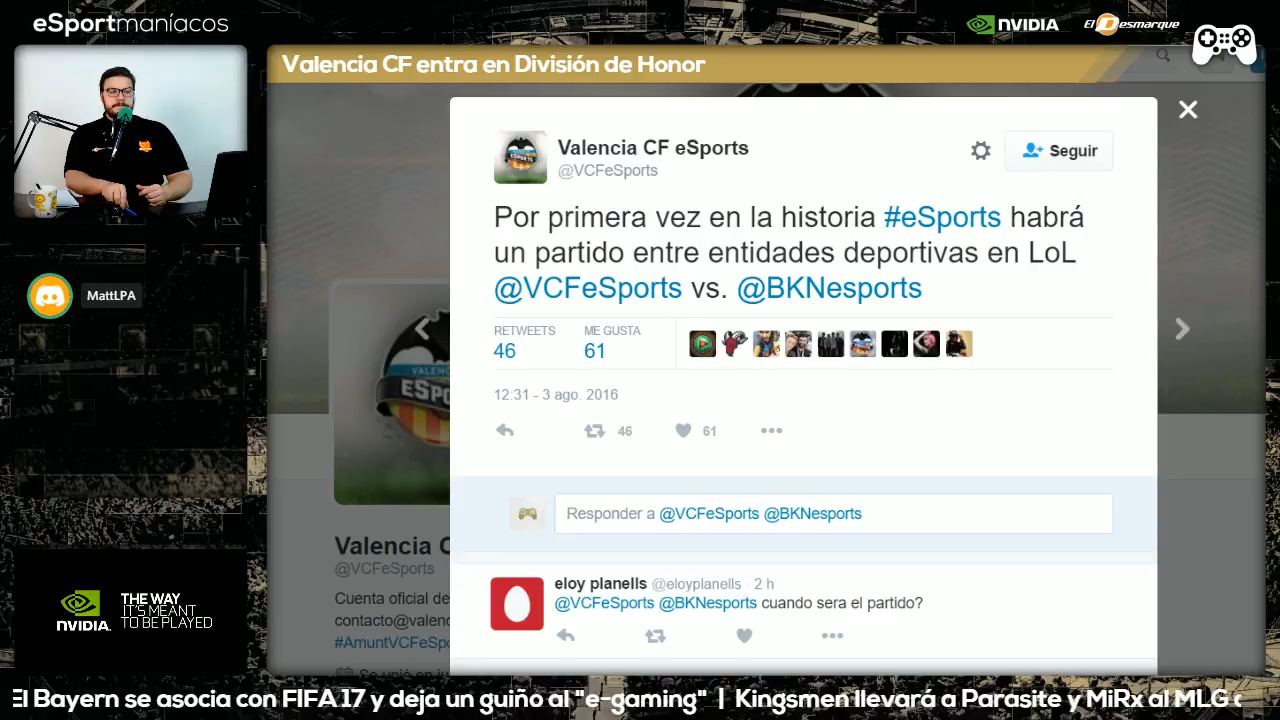 eSportmaníacos
NVIDIA
El Desmarque
Valencia CF entra en División de Honor
Valencia CF eSports
@VCFeSports
Seguir
Por primera vez en la historia #eSports habrá
un partido entre entidades deportivas en LoL
@VCFeSports vs. @BKNesports
RETWEETS
ME GUSTA
46
61
12:31 - 3 ago. 2016
46
61
Responder a @VCFeSports @BKNesports
eloy planells @eloyplanells · 2 h
@VCFeSports @BKNesports cuando sera el partido?
MattLPA
Valencia C
@VCFeSports
Cuenta oficial de
contacto@valenc
#AmuntVCFeSpo
NVIDIA.
THE WAY
IT'S MEANT
TO BE PLAYED
El Bayern se asocia con FIFA 17 y deja un guiño al "e-gaming" | Kingsmen llevará a Parasite y MiRx al MLG